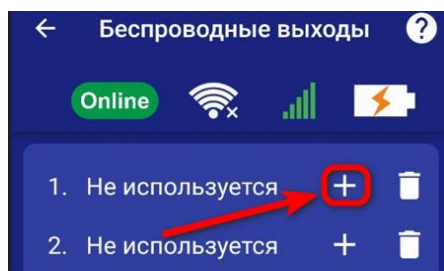 Беспроводные выходы ?
Online
1. Не используется +
2. Не используется +